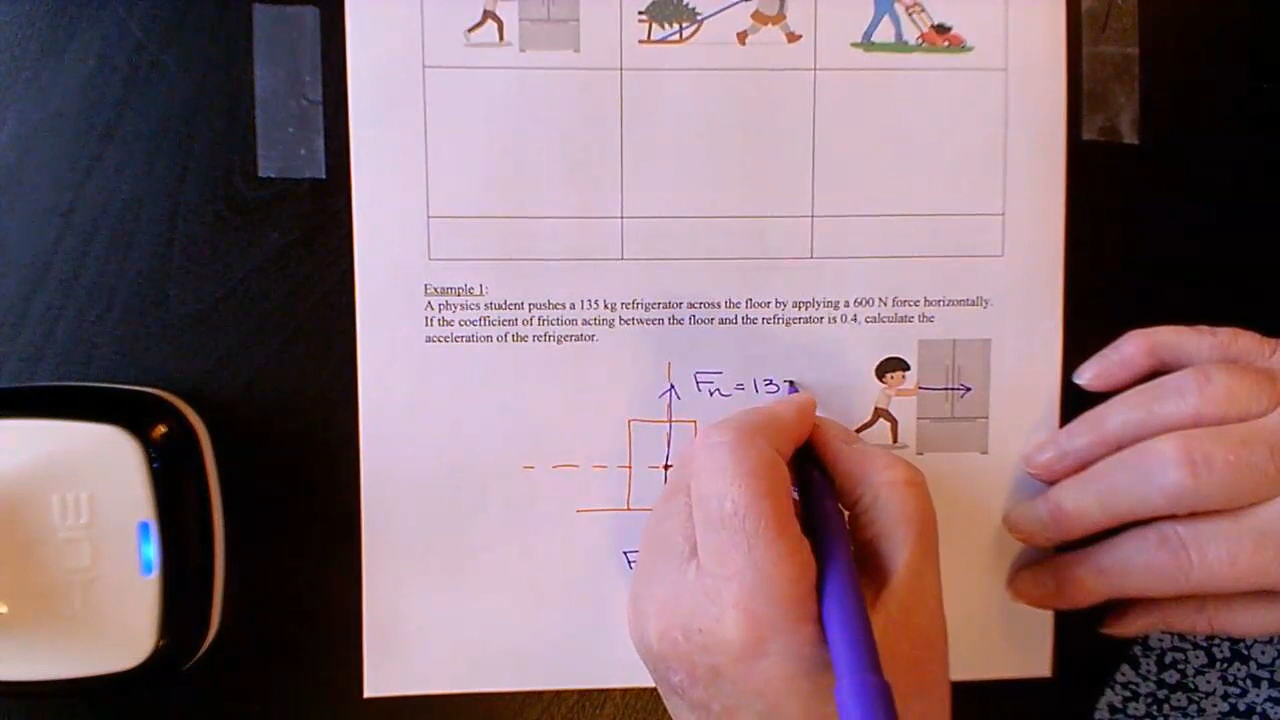 Example 1:
A physics student pushes a 135 kg refrigerator across the floor by applying a 600 N force horizontally.
If the coefficient of friction acting between the floor and the refrigerator is 0.4, calculate the
acceleration of the refrigerator.
Fn = 13
F